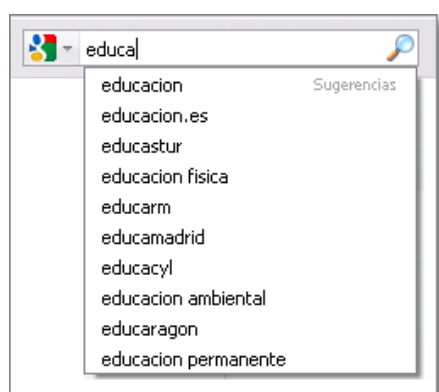 educa
educacion Sugerencias
educacion.es
educastur
educacion fisica
educarm
educamadrid
educacyl
educacion ambiental
educaragon
educacion permanente